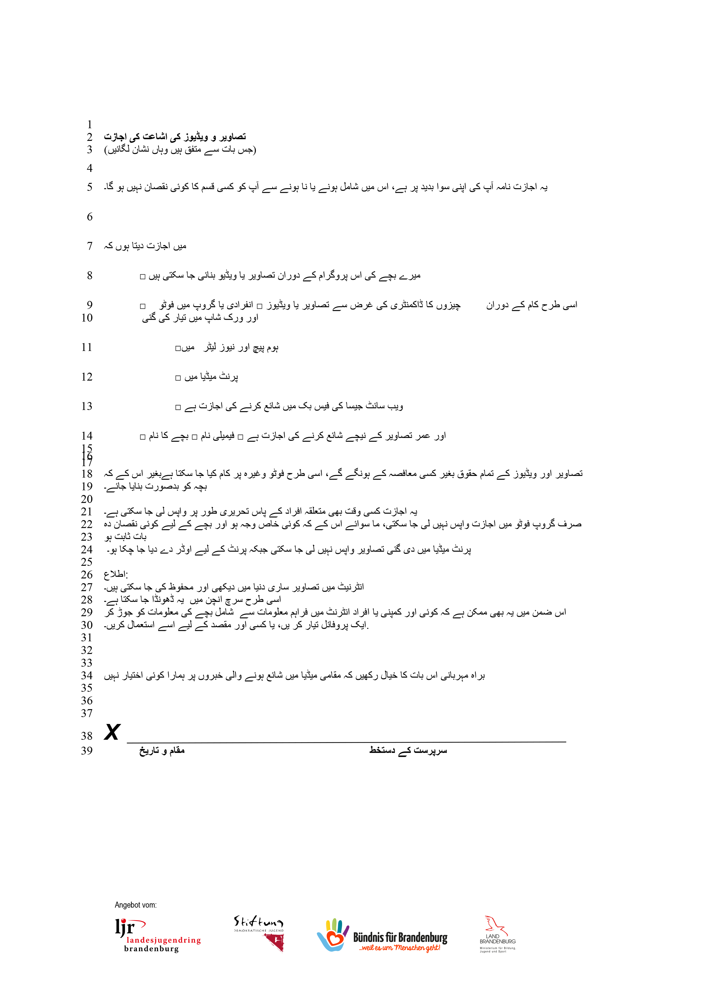 1
2 تصاویر و ویڈیوز کی اشاعت کی اجازت
3 (جس بات سے متفق ہیں وہاں نشان لگائیں)
4
5 یہ اجازت نامہ آپ کی اپنی سوا بدید پر ہے، اس میں شامل ہونے یا نا ہونے سے آپ کو کسی قسم کا کوئی نقصان نہیں ہو گا۔
6
7 میں اجازت دیتا ہوں کہ
8 □ میرے بچے کی اس پروگرام کے دوران تصاویر یا ویڈیو بنائی جا سکتی ہیں
9 □ اسی طرح کام کے دوران چیزوں کا ڈاکمنٹری کی غرض سے تصاویر یا ویڈیوز □ انفرادی یا گروپ میں فوٹو
10 اور ورک شاپ میں تیار کی گئی
11 □ ہوم پیچ اور نیوز لیٹر میں
12 □ پرنٹ میڈیا میں
13 □ ویب سائٹ جیسا کی فیس بک میں شائع کرنے کی اجازت ہے
14 اور عمر تصاویر کے نیچے شائع کرنے کی اجازت ہے □ فیمیلی نام □ بچے کا نام □
15
16
17
18 تصاویر اور ویڈیوز کے تمام حقوق بغیر کسی معافصہ کے ہونگے گے، اسی طرح فوٹو وغیرہ پر کام کیا جا سکتا ہےبغیر اس کے کہ
19 بچہ کو بدصورت بنایا جائے۔
20
21 یہ اجازت کسی وقت بھی متعلقہ افراد کے پاس تحریری طور پر واپس لی جا سکتی ہے۔
22 صرف گروپ فوٹو میں اجازت واپس نہیں لی جا سکتی، ما سوائے اس کے کہ کوئی خاص وجہ ہو اور بچے کے لیے کوئی نقصان دہ
23 بات ثابت ہو
24 پرنٹ میڈیا میں دی گئی تصاویر واپس نہیں لی جا سکتی جبکہ پرنٹ کے لیے اوڈر دے دیا جا چکا ہو۔
25
26 اطلاع:
27 انٹرنیٹ میں تصاویر ساری دنیا میں دیکھی اور محفوظ کی جا سکتی ہیں۔
28 اسی طرح سرچ انچن میں یہ ڈھونڈا جا سکتا ہے۔
29 اس ضمن میں یہ بھی ممکن ہے کہ کوئی اور کمپنی یا افراد انٹرنٹ میں فراہم معلومات سے شامل بچے کی معلومات کو جوڑ کر
30 ایک پروفائل تیار کر یں، یا کسی اور مقصد کے لیے اسے استعمال کریں۔.
31
32
33
34 براہ مہربانی اس بات کا خیال رکھیں کہ مقامی میڈیا میں شائع ہونے والی خبروں پر ہمارا کوئی اختیار نہیں
35
36
37
38 X
39 مقام و تاریخ سرپرست کے دستخط
Angebot vom:
ljr
landesjugendring
brandenburg
Stiftung
DEMOKRATISCHE JUGEND
Bündnis für Brandenburg
...weil es um Menschen geht!
LAND
BRANDENBURG
Ministerium für Bildung,
Jugend und Sport